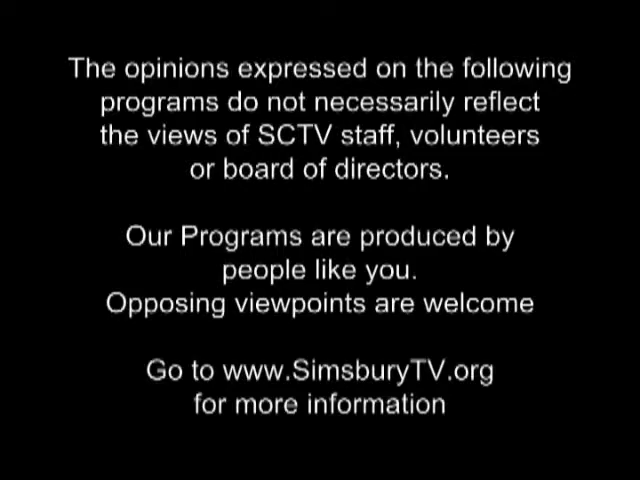 The opinions expressed on the following
programs do not necessarily reflect
the views of SCTV staff, volunteers
or board of directors.
Our Programs are produced by
people like you.
Opposing viewpoints are welcome
Go to www.SimsburyTV.org
for more information